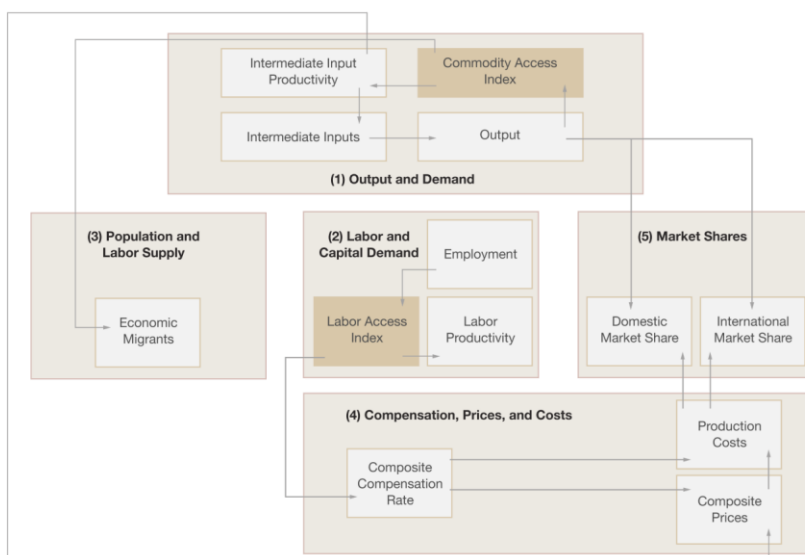 Intermediate Input
Productivity
Commodity Access
Index
Intermediate Inputs
Output
(1) Output and Demand
(3) Population and
Labor Supply
Economic
Migrants
(2) Labor and
Capital Demand
Employment
Labor Access
Index
Labor
Productivity
(5) Market Shares
Domestic
Market Share
International
Market Share
(4) Compensation, Prices, and Costs
Production
Costs
Composite
Compensation
Rate
Composite
Prices